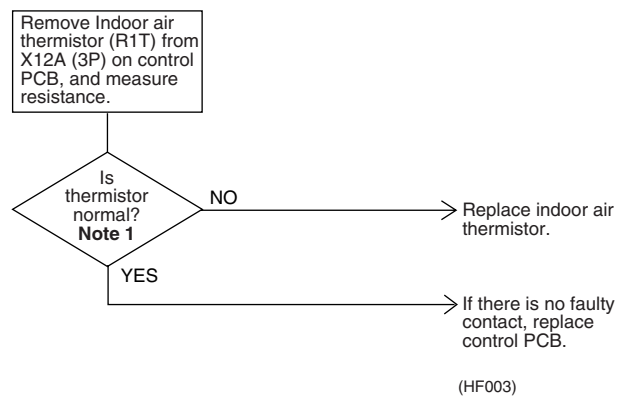 Remove Indoor air
thermistor (R1T) from
X12A (3P) on control
PCB, and measure
resistance.
Is
thermistor
normal?
Note 1
NO
Replace indoor air
thermistor.
YES
If there is no faulty
contact, replace
control PCB.
(HF003)